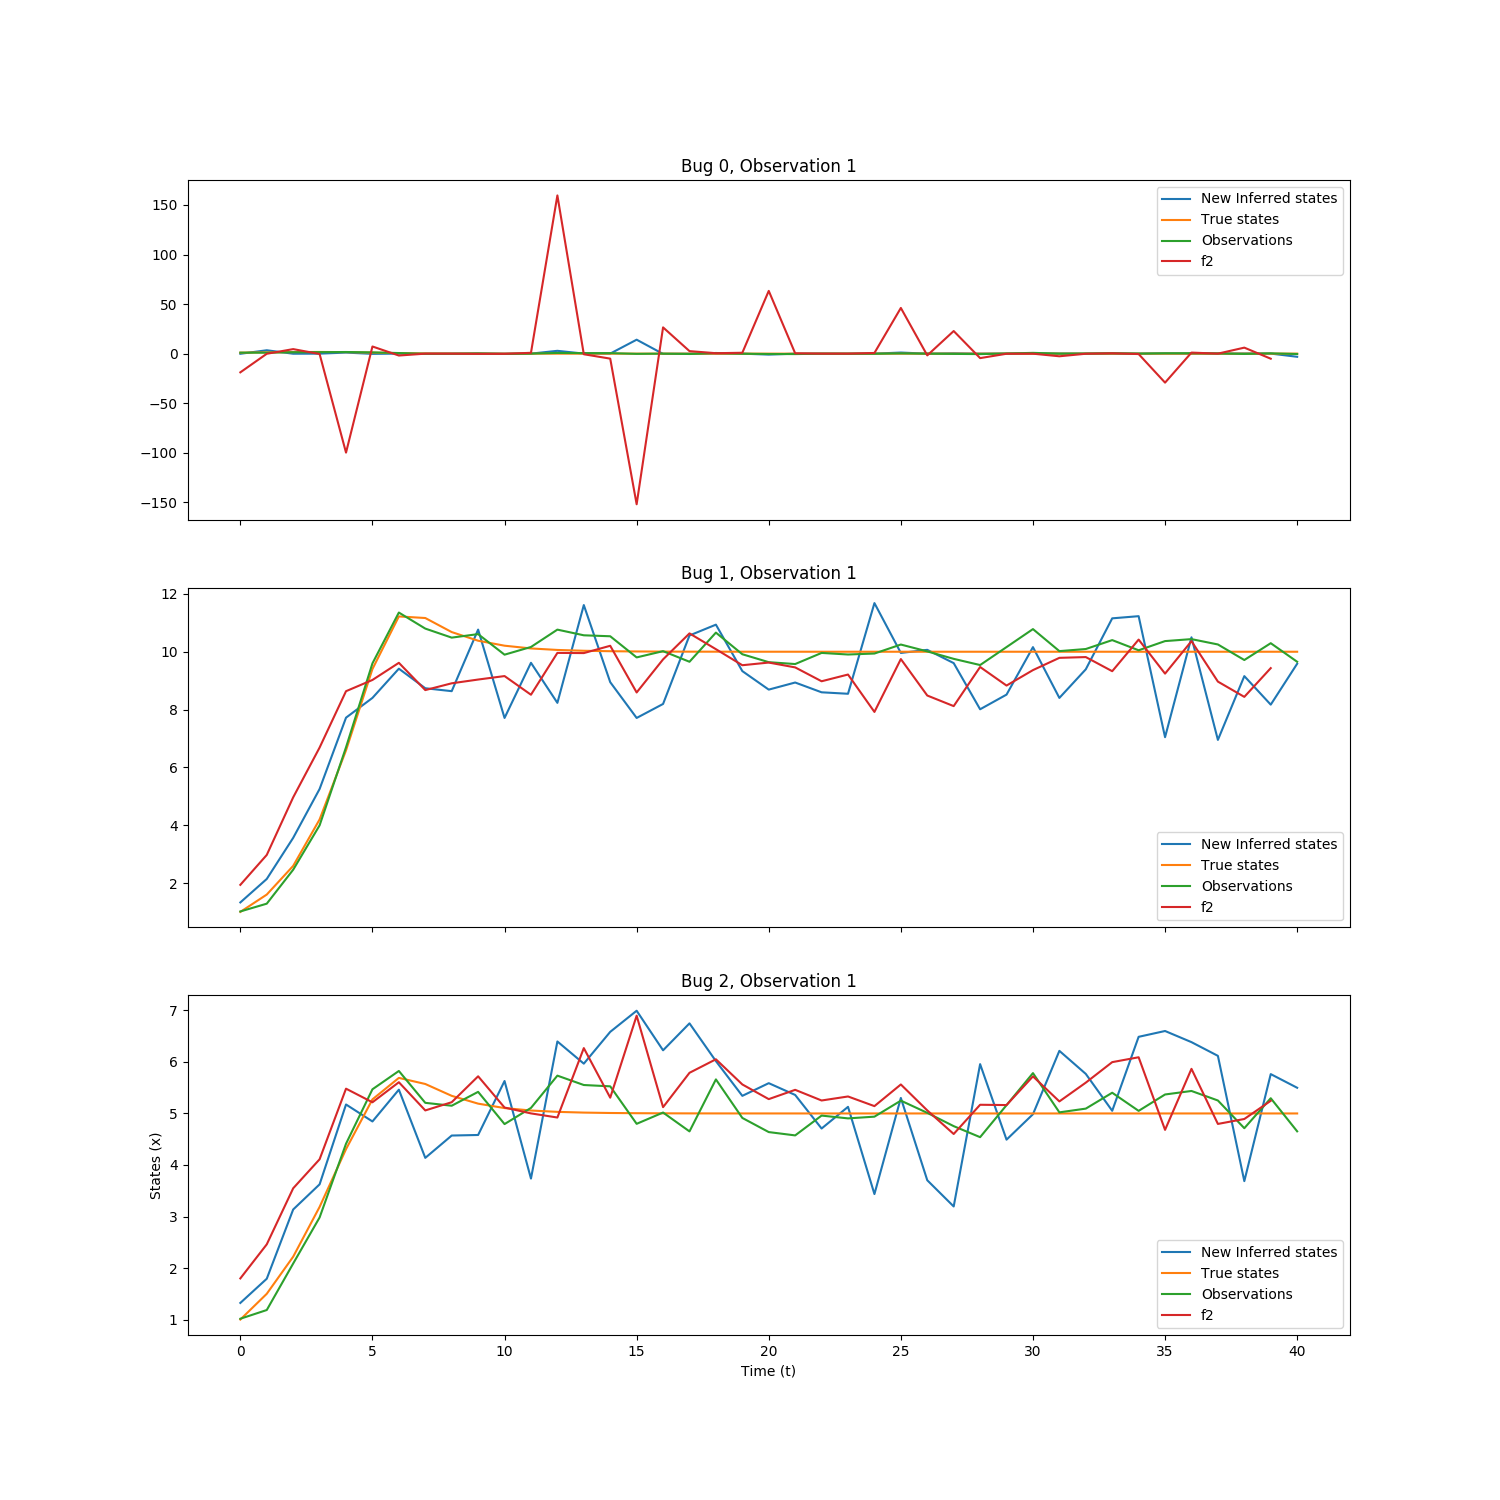 Bug 0, Observation 1
150
100
50
0
−50
−100
−150
New Inferred states
True states
Observations
f2
Bug 1, Observation 1
12
10
8
6
4
2
New Inferred states
True states
Observations
f2
Bug 2, Observation 1
7
6
5
4
3
2
1
States (x)
New Inferred states
True states
Observations
f2
0 5 10 15 20 25 30 35 40
Time (t)